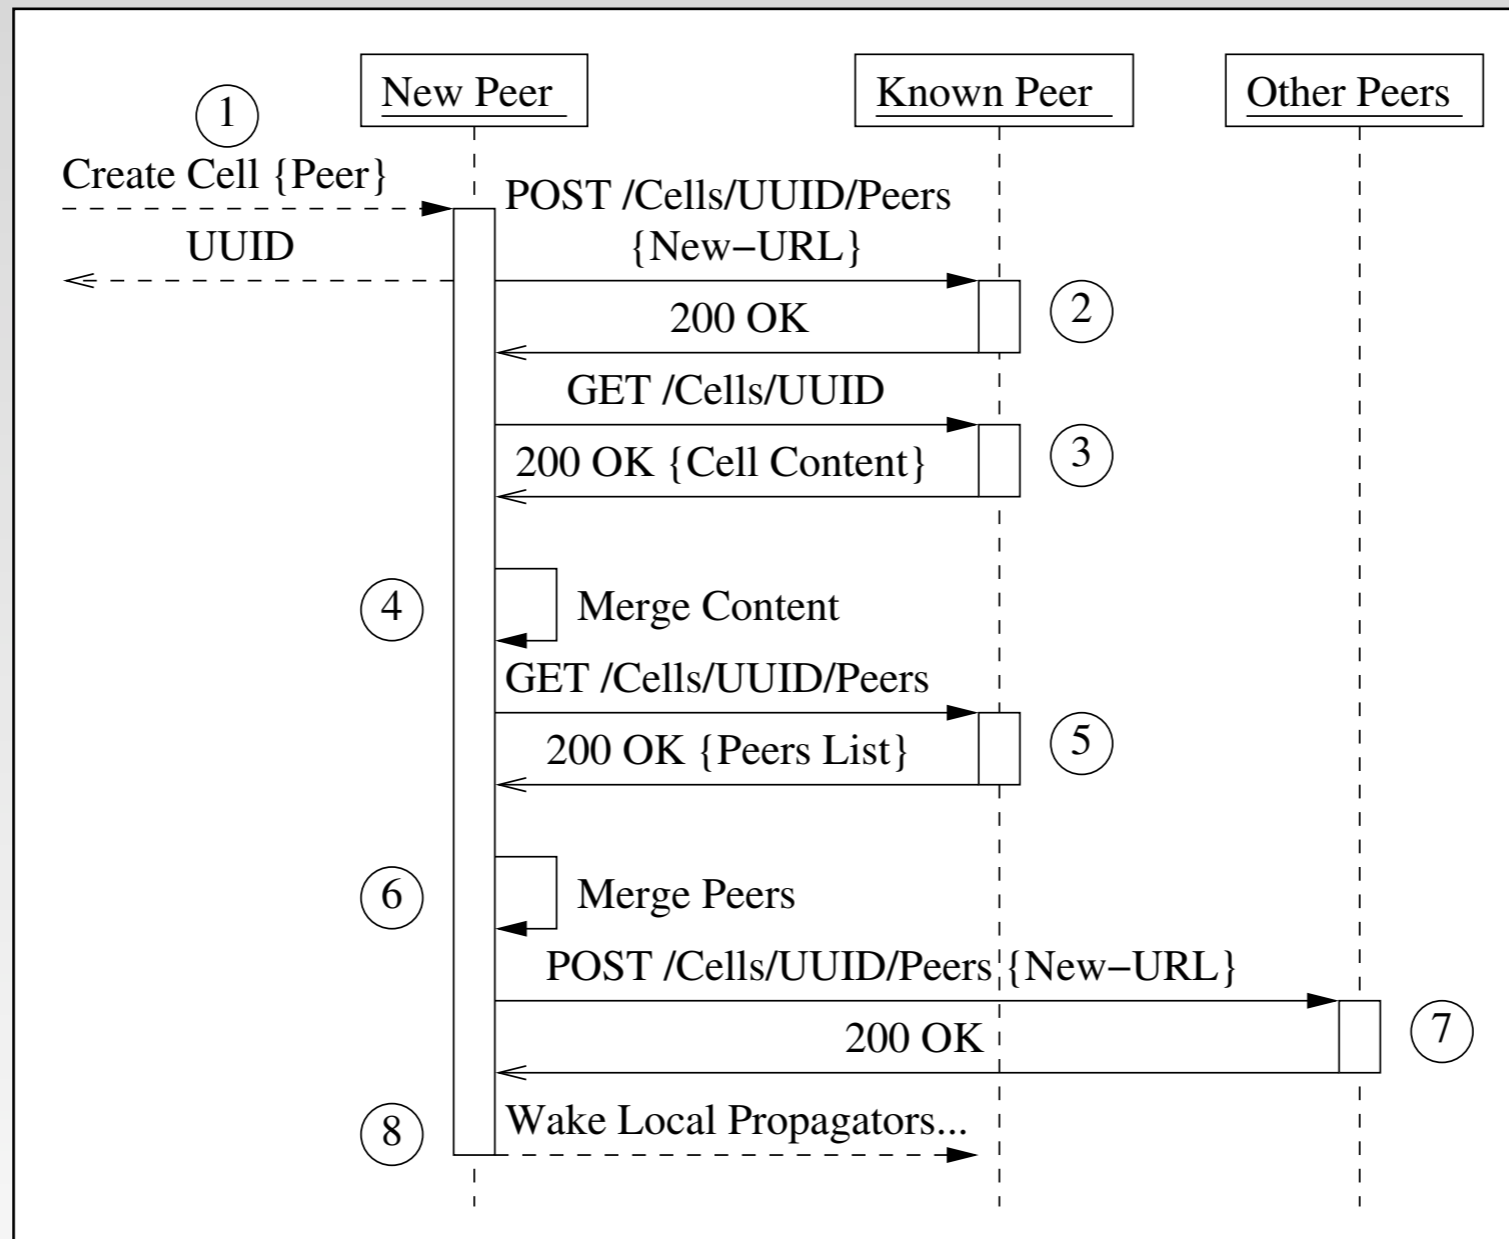 New Peer
Known Peer
Other Peers
1
Create Cell {Peer}
UUID
POST /Cells/UUID/Peers
{New−URL}
2
200 OK
GET /Cells/UUID
3
200 OK {Cell Content}
4
Merge Content
GET /Cells/UUID/Peers
5
200 OK {Peers List}
6
Merge Peers
POST /Cells/UUID/Peers {New−URL}
7
200 OK
8
Wake Local Propagators...